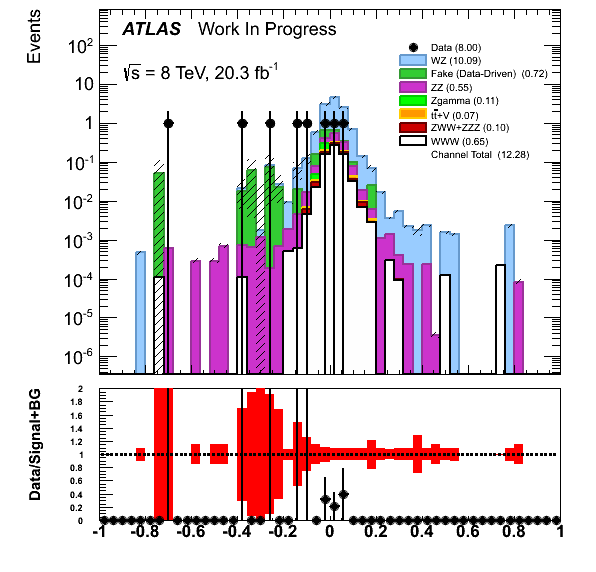 ATLAS Work In Progress
√s = 8 TeV, 20.3 fb⁻¹
Events
10²
10
1
10⁻¹
10⁻²
10⁻³
10⁻⁴
10⁻⁵
10⁻⁶
Data (8.00)
WZ (10.09)
Fake (Data-Driven) (0.72)
ZZ (0.55)
Zgamma (0.11)
tt̄+V (0.07)
ZWW+ZZZ (0.10)
WWW (0.65)
Channel Total (12.28)
Data/Signal+BG
2
1.8
1.6
1.4
1.2
1
0.8
0.6
0.4
0.2
0
-1 -0.8 -0.6 -0.4 -0.2 0 0.2 0.4 0.6 0.8 1